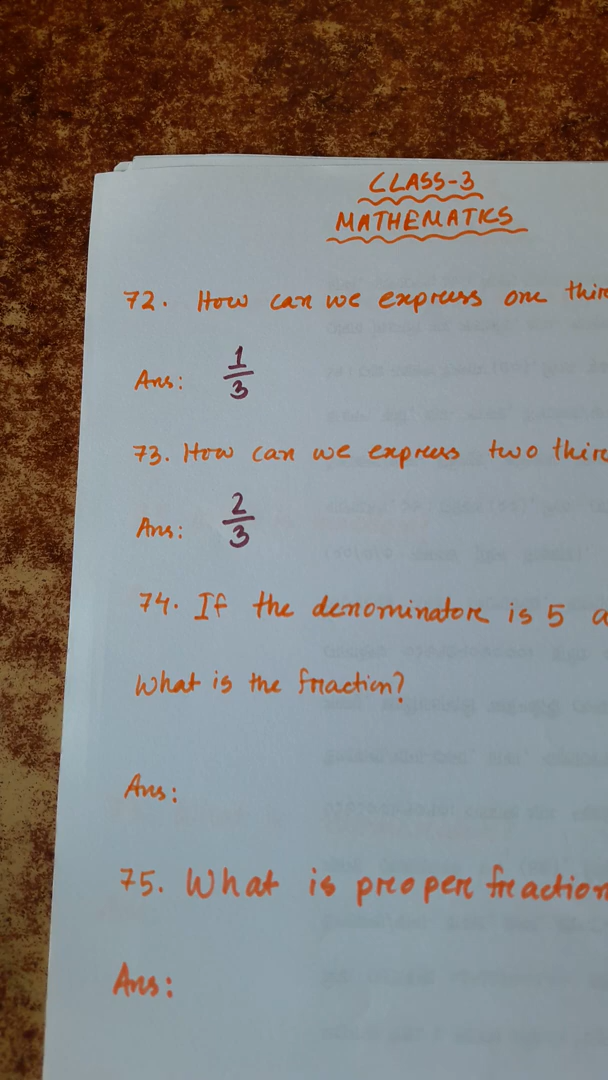 CLASS-3
MATHEMATICS
72. How can we express one thir
Ans: 1/3
73. How can we express two thir
Ans: 2/3
74. If the denominator is 5 a
What is the fraction?
Ans:
75. What is proper fraction
Ans: